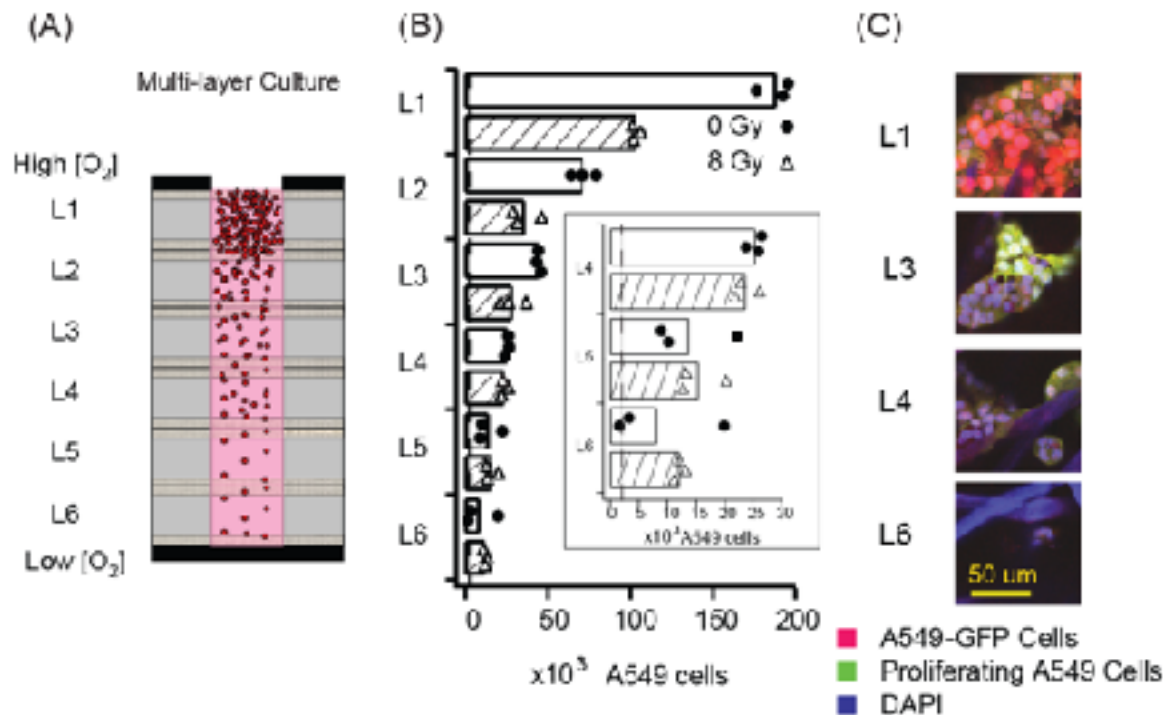 (A)
Multi-layer Culture
High [O₂]
L1
L2
L3
L4
L5
L6
Low [O₂]
(B)
L1
L2
L3
L4
L5
L6
0 Gy
8 Gy
L4
L5
L6
0 5 10 15 20 25 30
x10³ A549 cells
0 50 100 150 200
x10³ A549 cells
(C)
L1
L3
L4
L6
50 um
A549-GFP Cells
Proliferating A549 Cells
DAPI